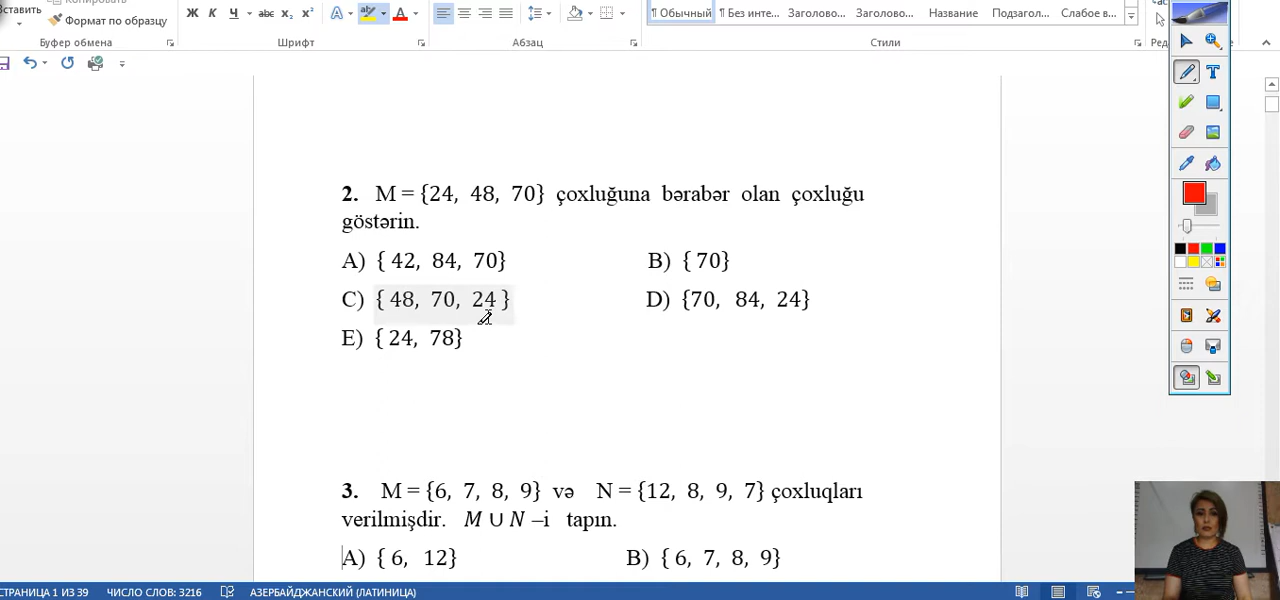 Вставить
Копировать
Формат по образцу
Буфер обмена
Ж К Ч abc x₂ x²
Шрифт
Абзац
¶ Обычный
¶ Без инте...
Заголово...
Заголово...
Название
Подзагол...
Слабое в...
Стили
2. M = {24, 48, 70} çoxluğuna bərabər olan çoxluğu
göstərin.
A) { 42, 84, 70} B) { 70}
C) { 48, 70, 24 } D) {70, 84, 24}
E) { 24, 78}
3. M = {6, 7, 8, 9} və N = {12, 8, 9, 7} çoxluqları
verilmişdir. M ∪ N –i tapın.
A) { 6, 12} B) { 6, 7, 8, 9}
СТРАНИЦА 1 ИЗ 39 ЧИСЛО СЛОВ: 3216 АЗЕРБАЙДЖАНСКИЙ (ЛАТИНИЦА)